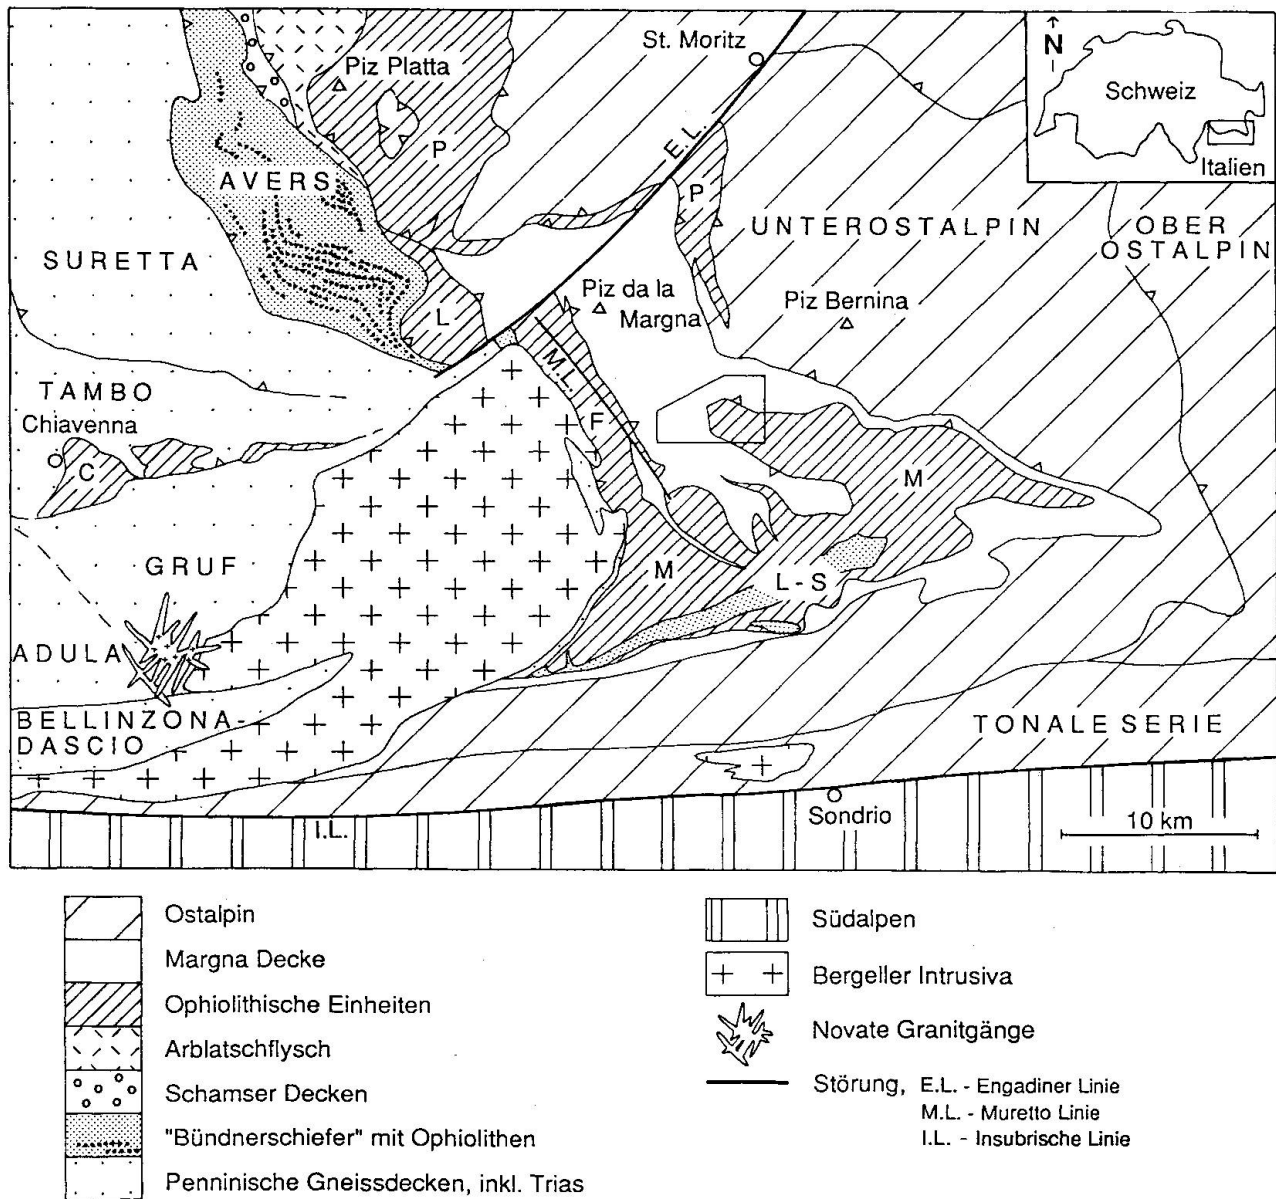 St. Moritz
N
Schweiz
Italien
Piz Platta
P
E.L.
P
AVERS
UNTEROSTALPIN
OBER
OSTALPIN
SURETTA
Piz da la
Margna
Piz Bernina
L
M.L.
TAMBO
Chiavenna
F
C
M
GRUF
M
L-S
ADULA
BELLINZONA-
DASCIO
TONALE SERIE
Sondrio
10 km
I.L.
Ostalpin
Margna Decke
Ophiolithische Einheiten
Arblatschflysch
Schamser Decken
"Bündnerschiefer" mit Ophiolithen
Penninische Gneissdecken, inkl. Trias
Südalpen
Bergeller Intrusiva
Novate Granitgänge
Störung, E.L. - Engadiner Linie
M.L. - Muretto Linie
I.L. - Insubrische Linie